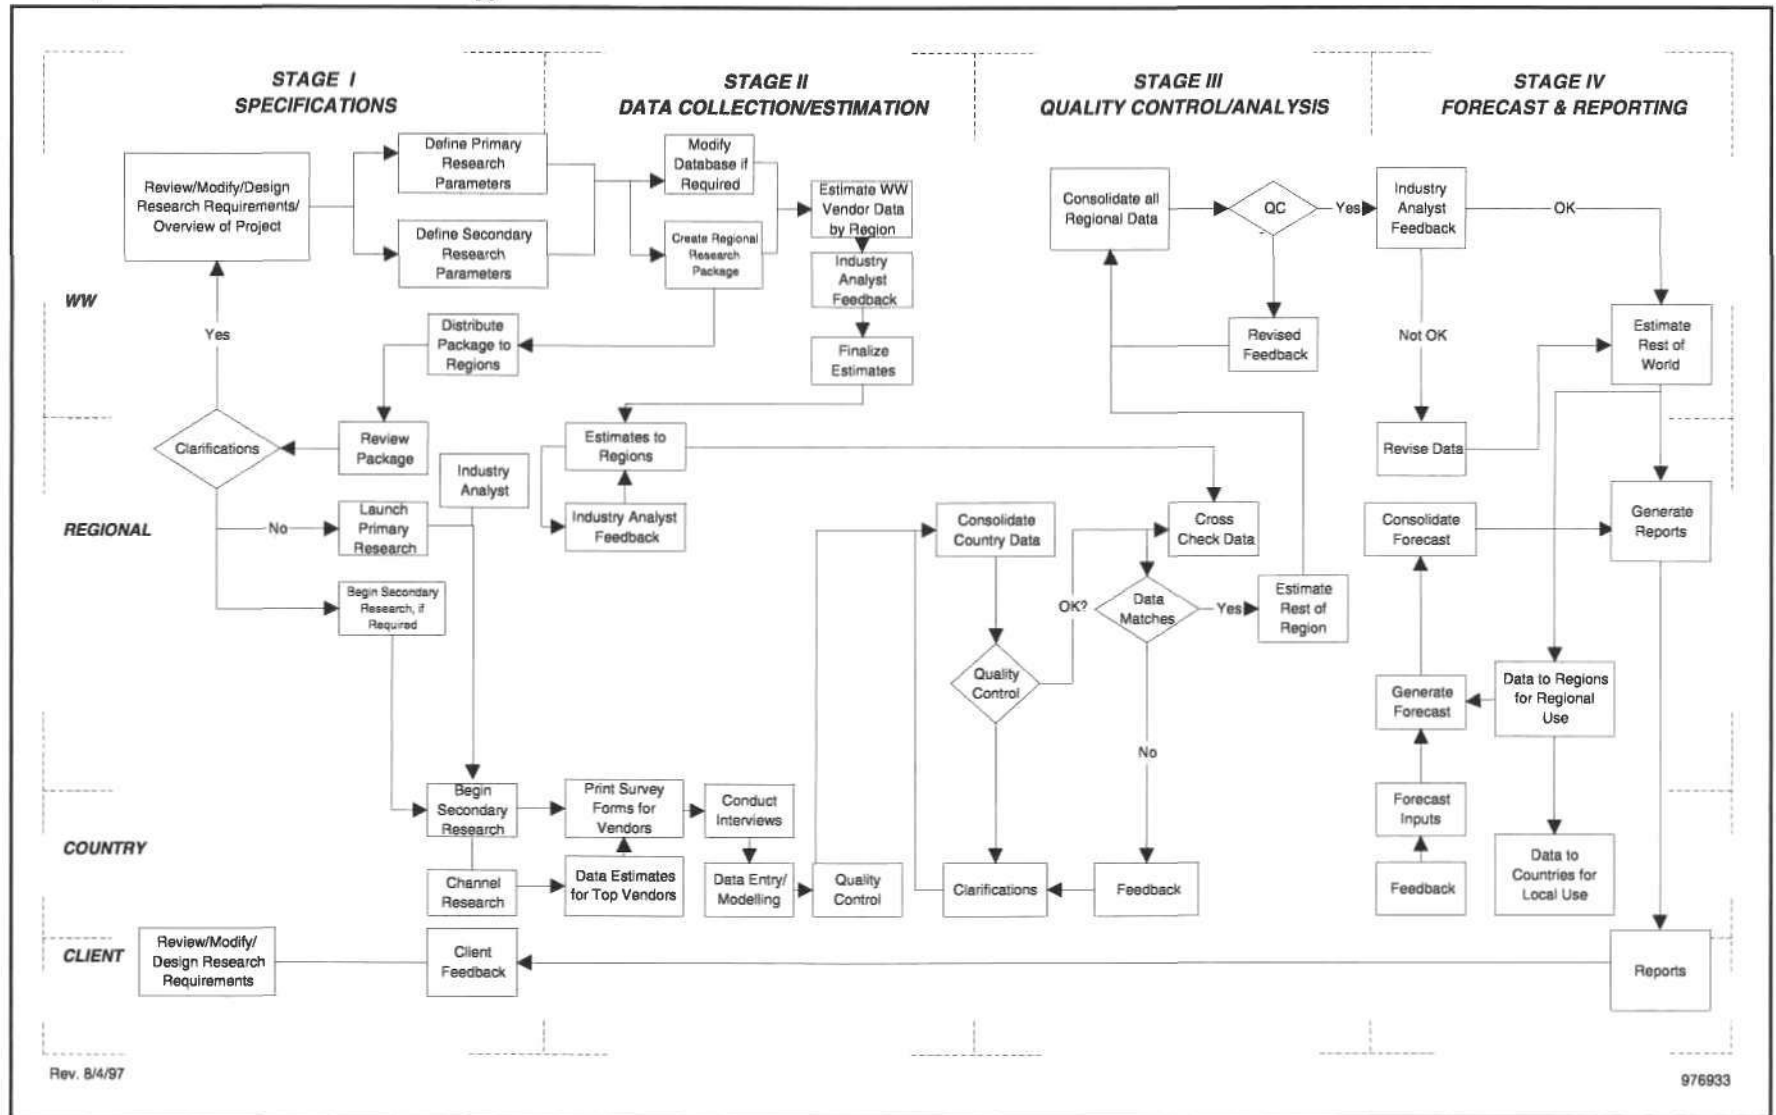 STAGE I
SPECIFICATIONS
STAGE II
DATA COLLECTION/ESTIMATION
STAGE III
QUALITY CONTROL/ANALYSIS
STAGE IV
FORECAST & REPORTING
WW
Review/Modify/Design
Research Requirements/
Overview of Project
Define Primary
Research
Parameters
Define Secondary
Research
Parameters
Modify
Database if
Required
Create Regional
Research
Package
Estimate WW
Vendor Data
by Region
Industry
Analyst
Feedback
Finalize
Estimates
Distribute
Package to
Regions
Yes
Consolidate all
Regional Data
QC
Yes
Revised
Feedback
Industry
Analyst
Feedback
OK
Not OK
Estimate
Rest of
World
REGIONAL
Clarifications
Review
Package
Industry
Analyst
No
Launch
Primary
Research
Begin Secondary
Research, if
Required
Estimates to
Regions
Industry Analyst
Feedback
Consolidate
Country Data
Cross
Check Data
OK?
Data
Matches
Yes
Estimate
Rest of
Region
Quality
Control
No
Revise Data
Consolidate
Forecast
Generate
Reports
Generate
Forecast
Data to Regions
for Regional
Use
COUNTRY
Begin
Secondary
Research
Channel
Research
Print Survey
Forms for
Vendors
Data Estimates
for Top Vendors
Conduct
Interviews
Data Entry/
Modelling
Quality
Control
Clarifications
Feedback
Forecast
Inputs
Feedback
Data to
Countries for
Local Use
CLIENT
Review/Modify/
Design Research
Requirements
Client
Feedback
Reports
Rev. 8/4/97
976933